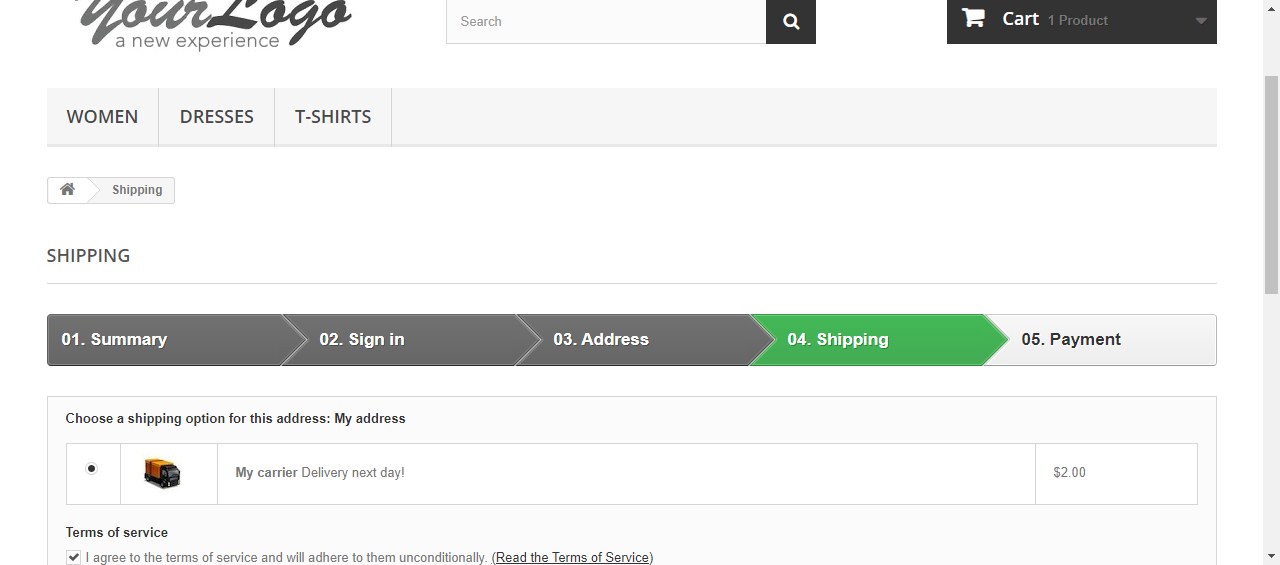 YourLogo
a new experience
Search
Cart 1 Product
WOMEN DRESSES T-SHIRTS
Shipping
SHIPPING
01. Summary 02. Sign in 03. Address 04. Shipping 05. Payment
Choose a shipping option for this address: My address
My carrier Delivery next day! $2.00
Terms of service
I agree to the terms of service and will adhere to them unconditionally. (Read the Terms of Service)